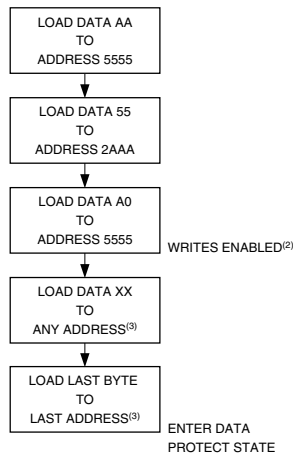 LOAD DATA AA
TO
ADDRESS 5555
LOAD DATA 55
TO
ADDRESS 2AAA
LOAD DATA A0
TO
ADDRESS 5555
WRITES ENABLED(2)
LOAD DATA XX
TO
ANY ADDRESS(3)
LOAD LAST BYTE
TO
LAST ADDRESS(3)
ENTER DATA
PROTECT STATE